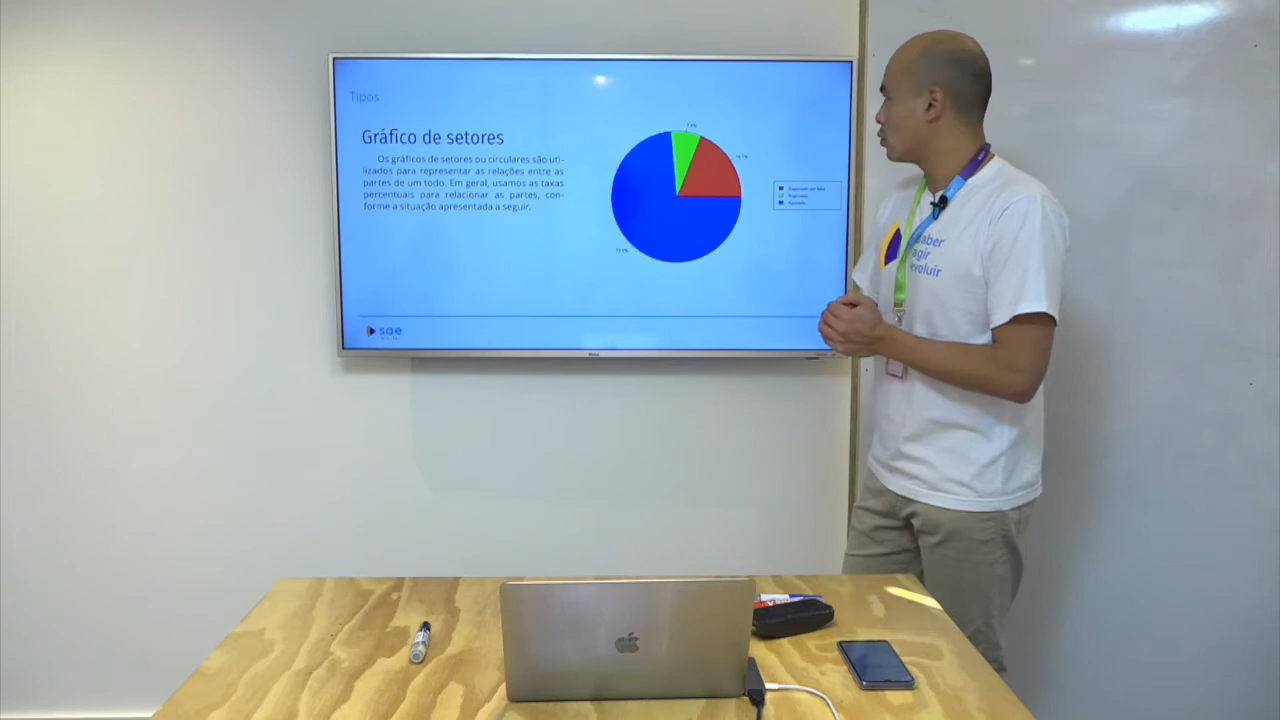 Tipos
Gráfico de setores
Os gráficos de setores ou circulares são uti-
lizados para representar as relações entre as
partes de um todo. Em geral, usamos as taxas
percentuais para relacionar as partes, con-
forme a situação apresentada a seguir.
sae
saber
agir
evoluir